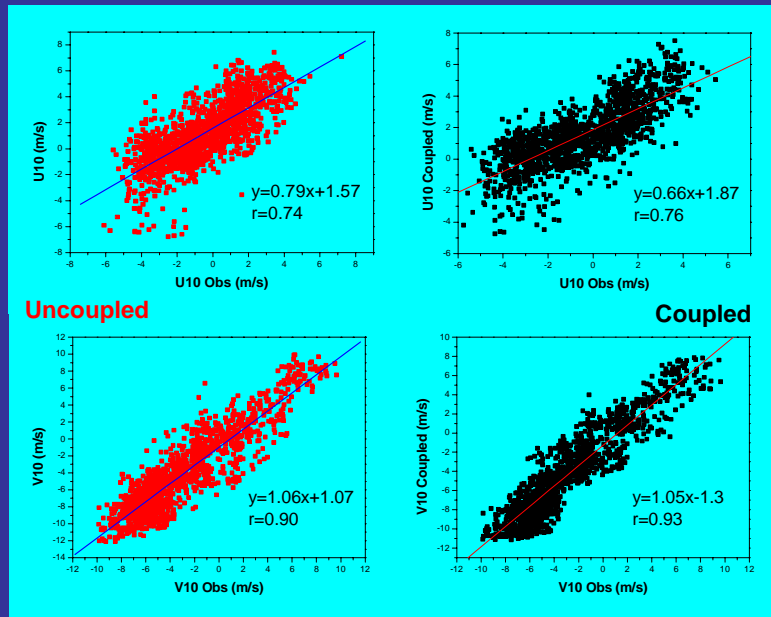 8
6
4
2
0
-2
-4
-6
-8
U10 (m/s)
-8 -6 -4 -2 0 2 4 6 8
U10 Obs (m/s)
y=0.79x+1.57
r=0.74
8
6
4
2
0
-2
-4
-6
U10 Coupled (m/s)
-6 -4 -2 0 2 4 6
U10 Obs (m/s)
y=0.66x+1.87
r=0.76
Uncoupled
Coupled
12
10
8
6
4
2
0
-2
-4
-6
-8
-10
-12
-14
V10 (m/s)
-12 -10 -8 -6 -4 -2 0 2 4 6 8 10 12
V10 Obs (m/s)
y=1.06x+1.07
r=0.90
10
8
6
4
2
0
-2
-4
-6
-8
-10
-12
V10 Coupled (m/s)
-12 -10 -8 -6 -4 -2 0 2 4 6 8 10 12
V10 Obs (m/s)
y=1.05x-1.3
r=0.93